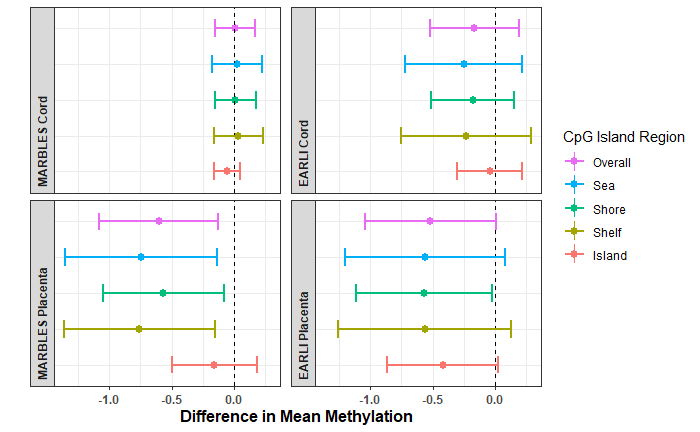 MARBLES Cord
EARLI Cord
MARBLES Placenta
EARLI Placenta
-1.0 -0.5 0.0
-1.0 -0.5 0.0
Difference in Mean Methylation
CpG Island Region
Overall
Sea
Shore
Shelf
Island